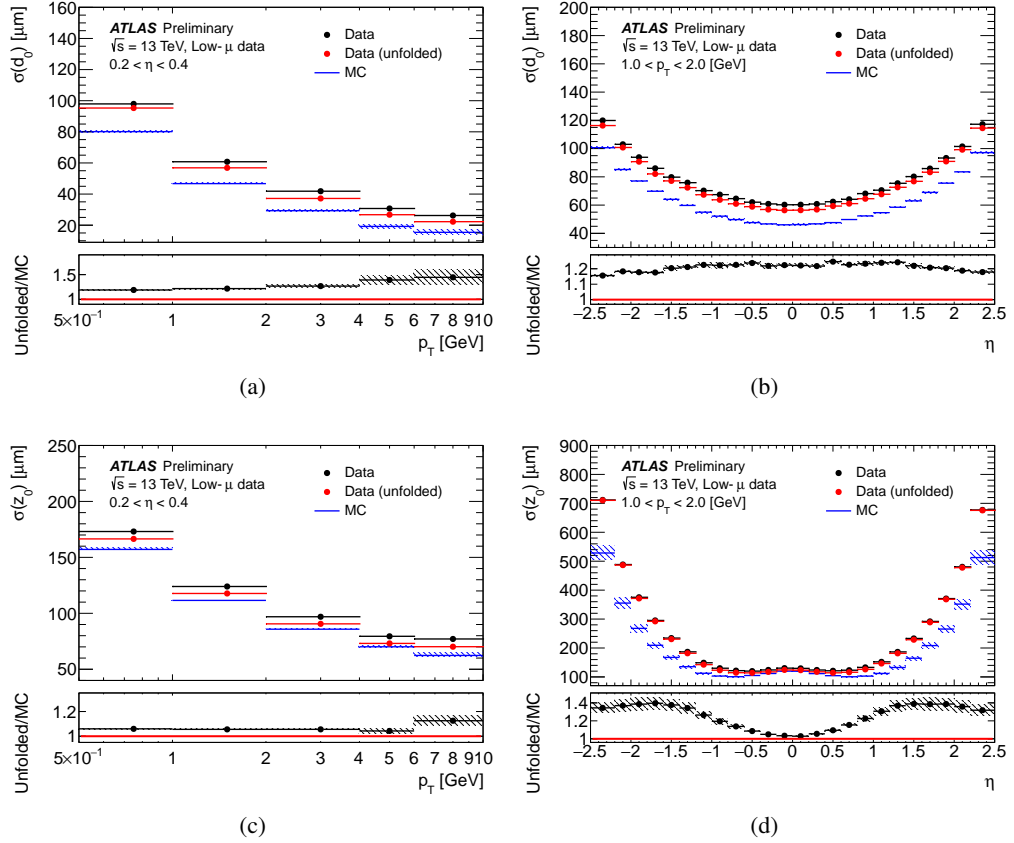 σ(d₀) [μm]
160
140
120
100
80
60
40
20
ATLAS Preliminary
√s = 13 TeV, Low- μ data
0.2 < η < 0.4
Data
Data (unfolded)
MC
Unfolded/MC
1.5
1
5×10⁻¹ 1 2 3 4 5 6 7 8 910
p_T [GeV]
(a)
σ(d₀) [μm]
200
180
160
140
120
100
80
60
40
ATLAS Preliminary
√s = 13 TeV, Low- μ data
1.0 < p_T < 2.0 [GeV]
Data
Data (unfolded)
MC
Unfolded/MC
1.2
1.1
1
−2.5 −2 −1.5 −1 −0.5 0 0.5 1 1.5 2 2.5
η
(b)
σ(z₀) [μm]
250
200
150
100
50
ATLAS Preliminary
√s = 13 TeV, Low- μ data
0.2 < η < 0.4
Data
Data (unfolded)
MC
Unfolded/MC
1.2
1
5×10⁻¹ 1 2 3 4 5 6 7 8 910
p_T [GeV]
(c)
σ(z₀) [μm]
900
800
700
600
500
400
300
200
100
ATLAS Preliminary
√s = 13 TeV, Low- μ data
1.0 < p_T < 2.0 [GeV]
Data
Data (unfolded)
MC
Unfolded/MC
1.4
1.2
1
−2.5 −2 −1.5 −1 −0.5 0 0.5 1 1.5 2 2.5
η
(d)